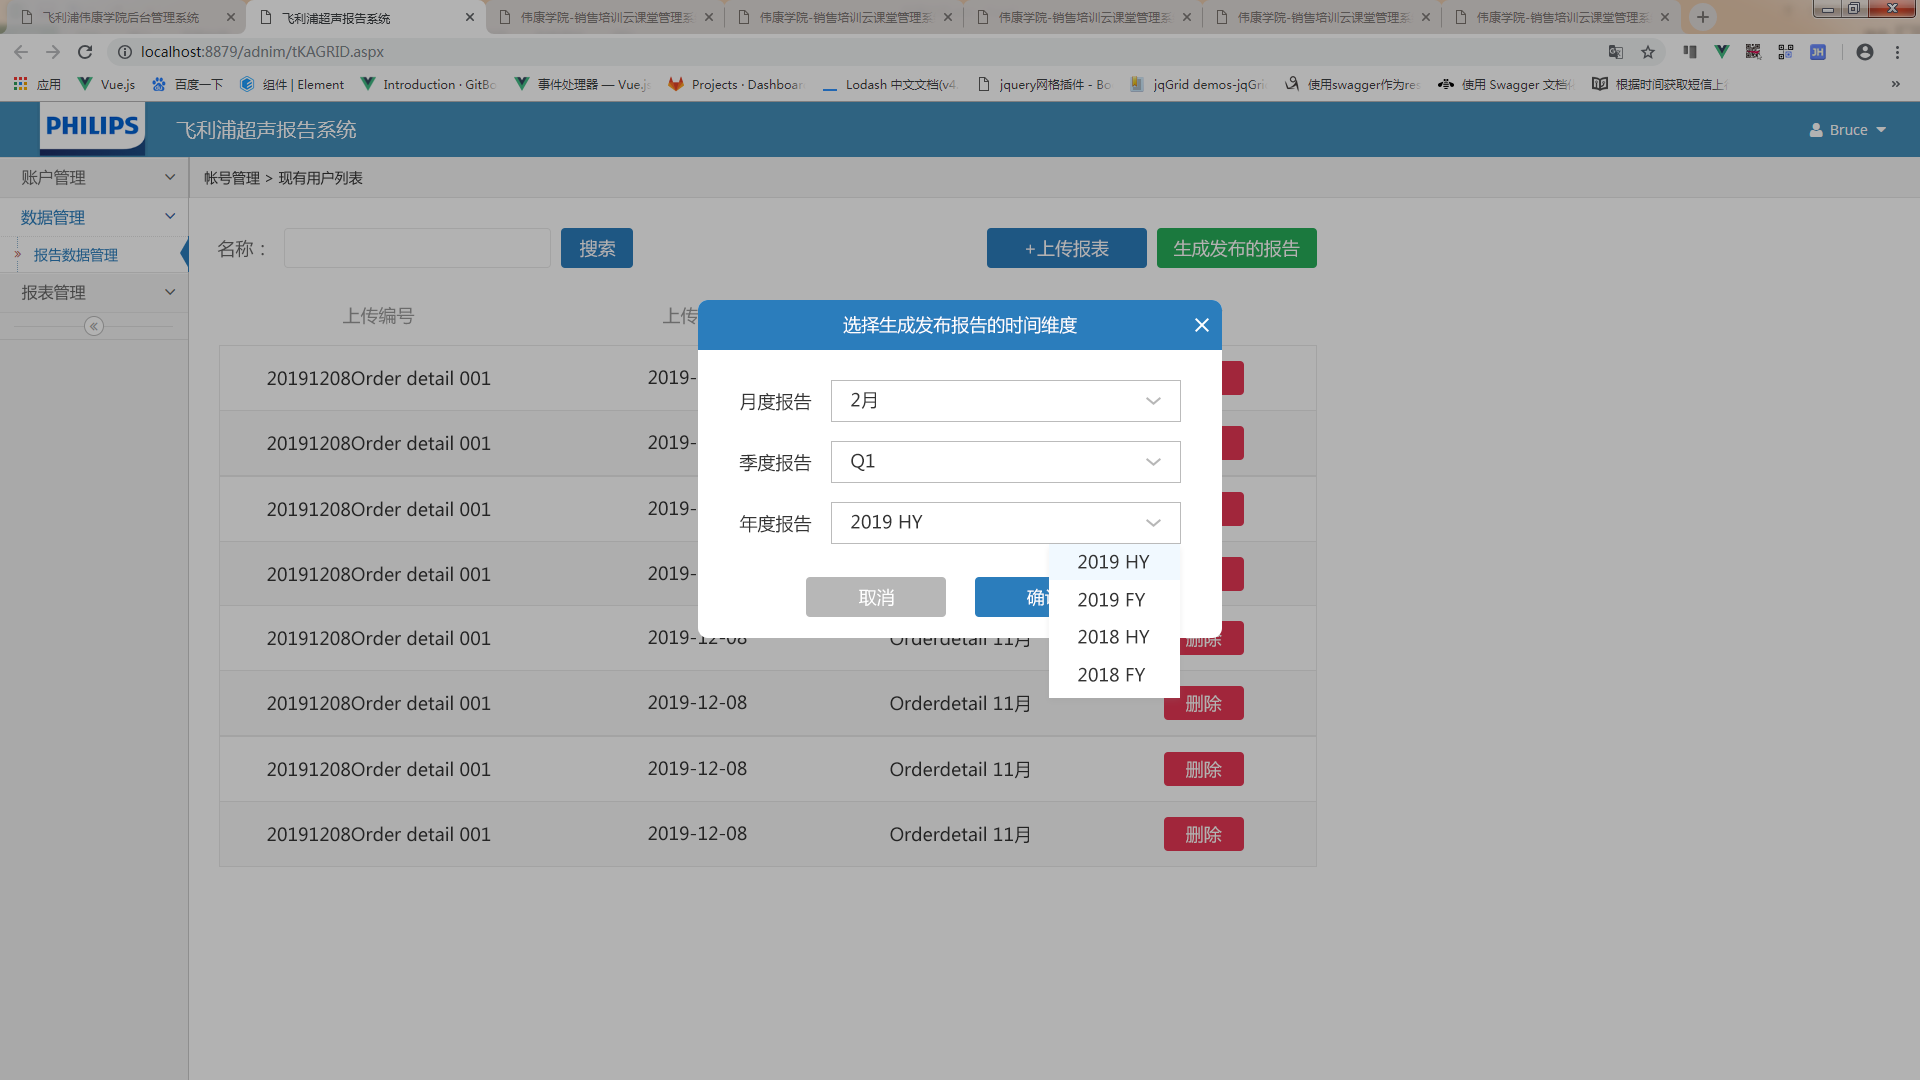 飞利浦伟康学院后台管理系统
飞利浦超声报告系统
伟康学院-销售培训云课堂管理系
伟康学院-销售培训云课堂管理系
伟康学院-销售培训云课堂管理系
伟康学院-销售培训云课堂管理系
伟康学院-销售培训云课堂管理系
localhost:8879/adnim/tKAGRID.aspx
应用
Vue.js
百度一下
组件 | Element
Introduction · GitBo
事件处理器 — Vue.js
Projects · Dashboar
Lodash 中文文档(v4.
jquery网格插件 - Bo
jqGrid demos-jqGri
使用swagger作为res
使用 Swagger 文档化
根据时间获取短信上
PHILIPS
飞利浦超声报告系统
Bruce
账户管理
数据管理
报告数据管理
报表管理
帐号管理 > 现有用户列表
名称：
搜索
+上传报表
生成发布的报告
上传编号
上传
20191208Order detail 001
2019-
20191208Order detail 001
2019-
20191208Order detail 001
2019-
20191208Order detail 001
2019-
20191208Order detail 001
2019-12-08
Orderdetail 11月
删除
20191208Order detail 001
2019-12-08
Orderdetail 11月
删除
20191208Order detail 001
2019-12-08
Orderdetail 11月
删除
20191208Order detail 001
2019-12-08
Orderdetail 11月
删除
选择生成发布报告的时间维度
月度报告
2月
季度报告
Q1
年度报告
2019 HY
2019 HY
2019 FY
2018 HY
2018 FY
取消
确